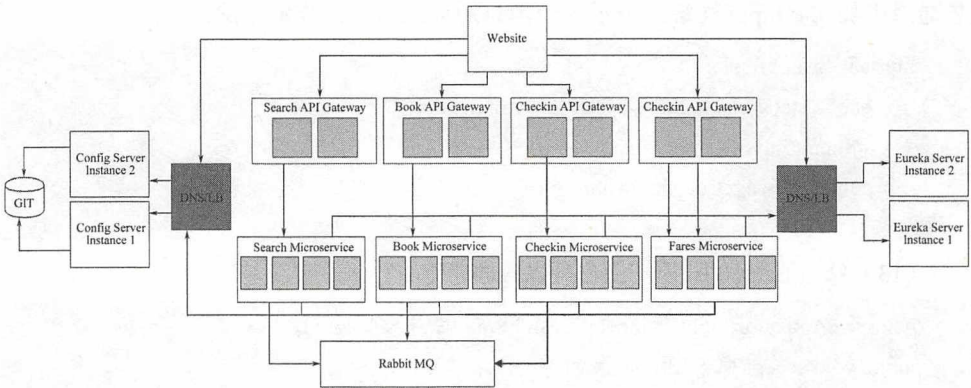 Website
Search API Gateway
Book API Gateway
Checkin API Gateway
Checkin API Gateway
Config Server
Instance 2
GIT
DNS/LB
Config Server
Instance 1
DNS/LB
Eureka Server
Instance 2
Eureka Server
Instance 1
Search Microservice
Book Microservice
Checkin Microservice
Fares Microservice
Rabbit MQ